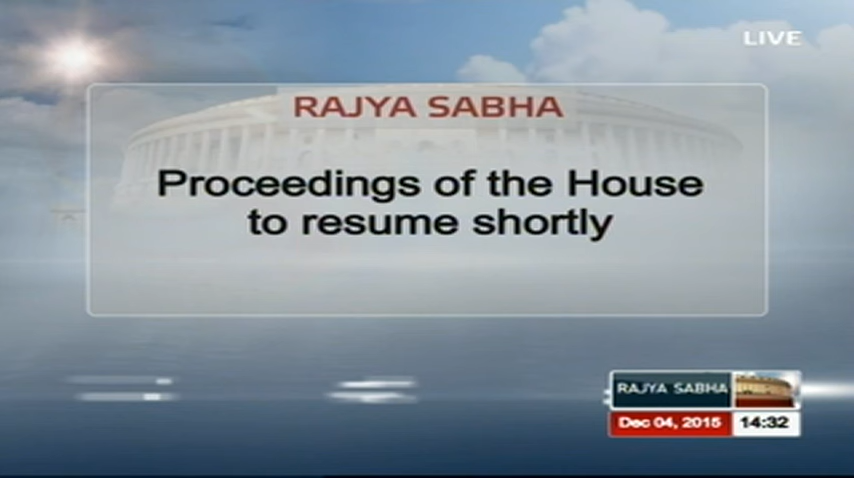 LIVE
RAJYA SABHA
Proceedings of the House
to resume shortly
RAJYA SABHA
Dec 04, 2015 14:32